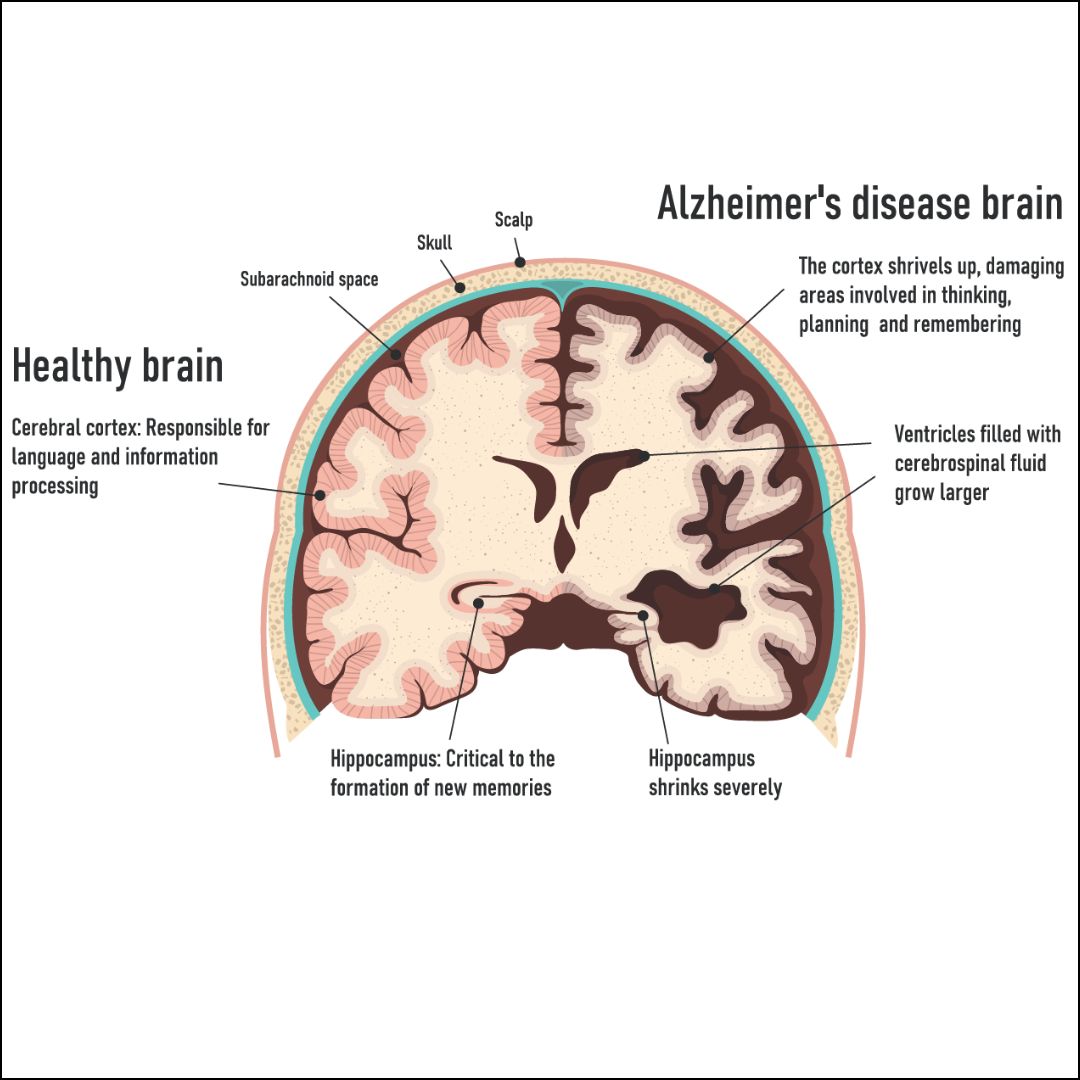 Alzheimer's disease brain
Scalp
Skull
Subarachnoid space
The cortex shrivels up, damaging
areas involved in thinking,
planning and remembering
Healthy brain
Cerebral cortex: Responsible for
language and information
processing
Ventricles filled with
cerebrospinal fluid
grow larger
Hippocampus: Critical to the
formation of new memories
Hippocampus
shrinks severely